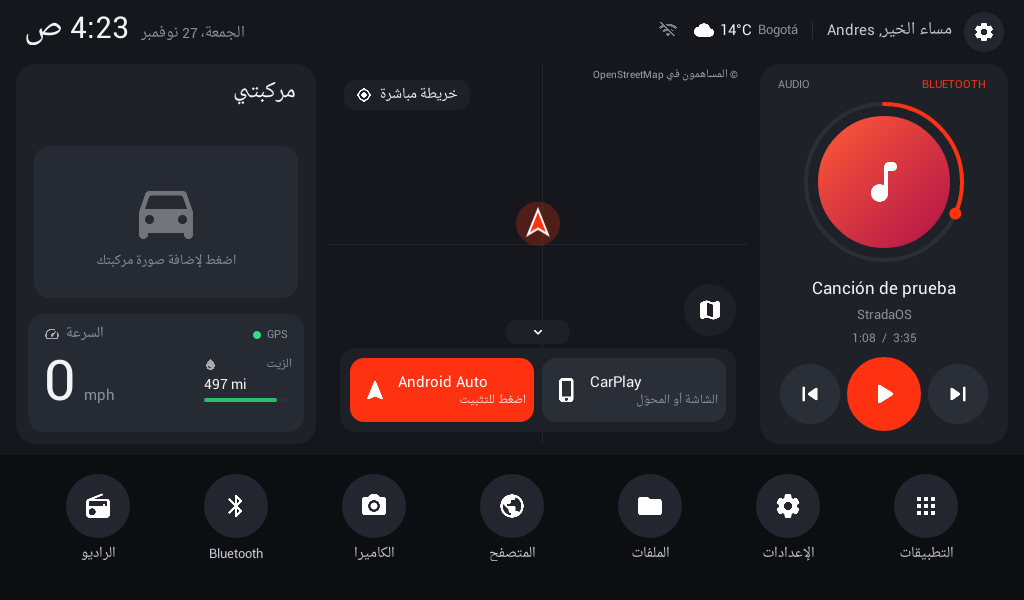 4:23 ص
الجمعة، 27 نوفمبر
14°C Bogotá
مساء الخير, Andres
مركبتي
اضغط لإضافة صورة مركبتك
السرعة
GPS
0 mph
الزيت
497 mi
خريطة مباشرة
© المساهمون في OpenStreetMap
Android Auto
اضغط للتثبيت
CarPlay
الشاشة أو المحوّل
AUDIO
BLUETOOTH
Canción de prueba
StradaOS
1:08 / 3:35
الراديو
Bluetooth
الكاميرا
المتصفح
الملفات
الإعدادات
التطبيقات